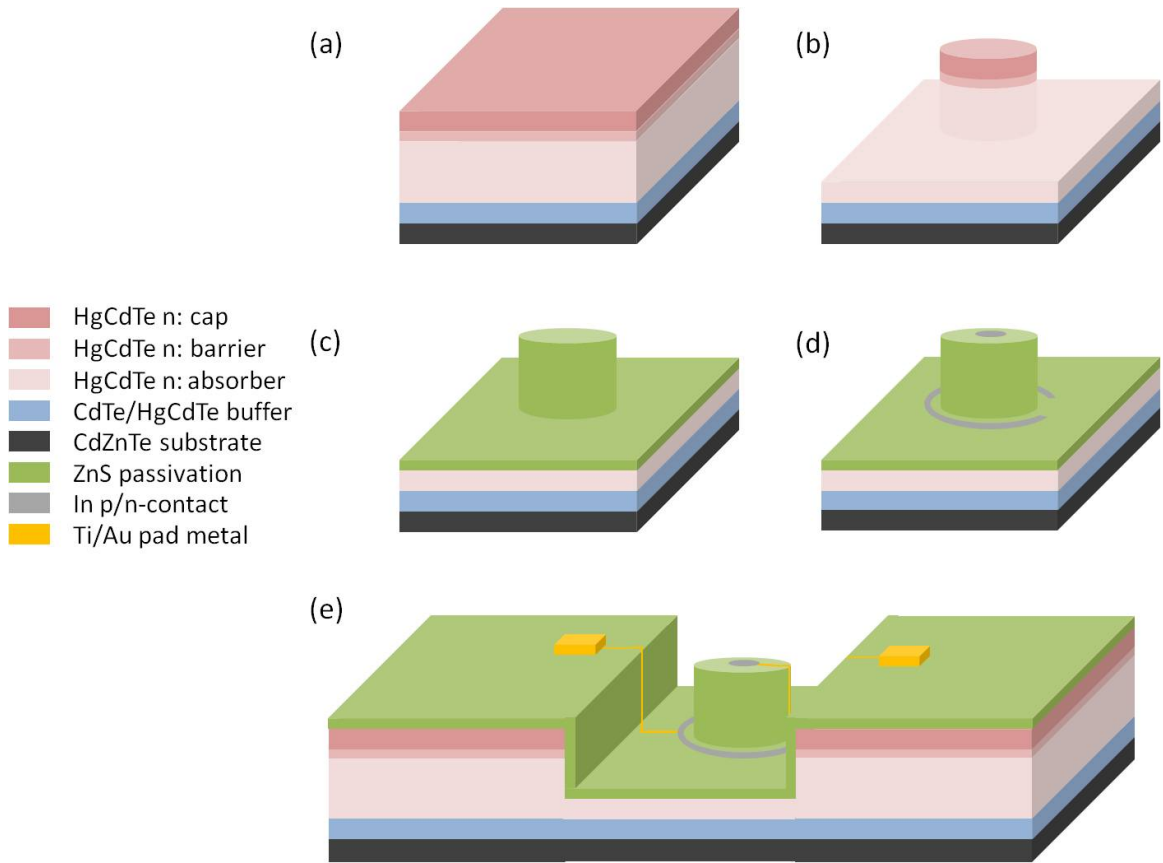 (a)
(b)
HgCdTe n: cap
HgCdTe n: barrier
HgCdTe n: absorber
CdTe/HgCdTe buffer
CdZnTe substrate
ZnS passivation
In p/n-contact
Ti/Au pad metal
(c)
(d)
(e)